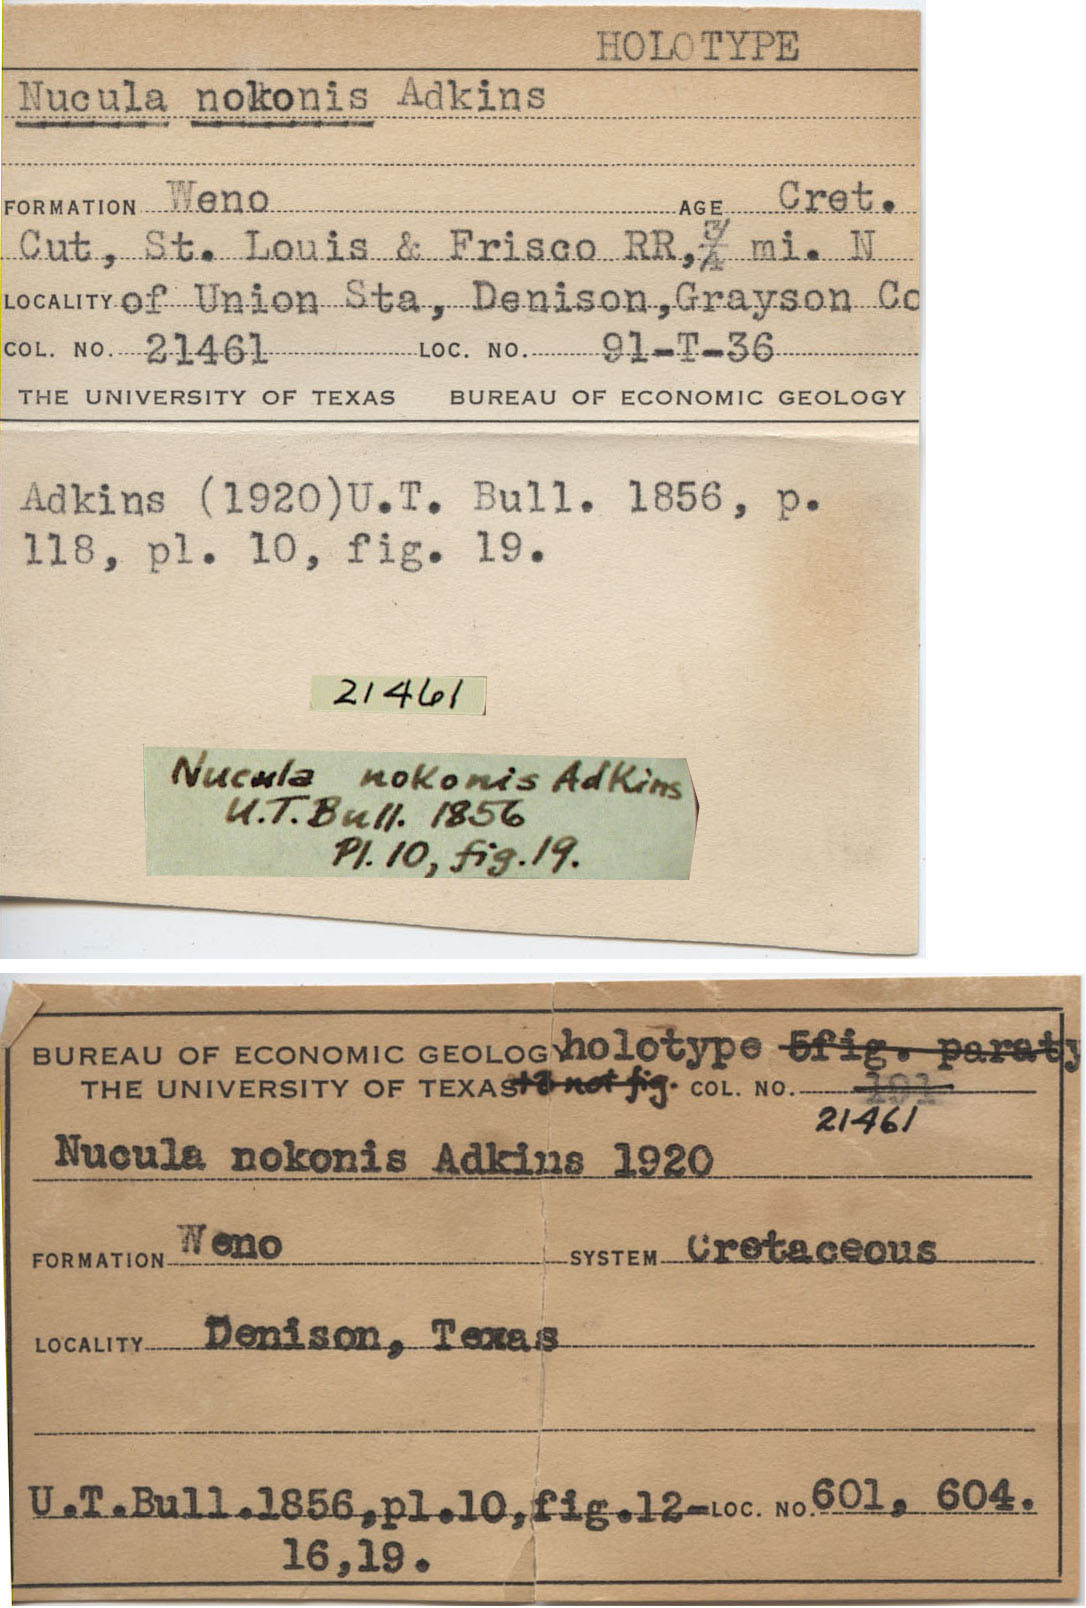 HOLOTYPE
Nucula nokonis Adkins
FORMATION Weno AGE Cret.
Cut, St. Louis & Frisco RR, 3/4 mi. N
LOCALITY of Union Sta, Denison, Grayson Co
COL. NO. 21461 LOC. NO. 91-T-36
THE UNIVERSITY OF TEXAS BUREAU OF ECONOMIC GEOLOGY
Adkins (1920)U.T. Bull. 1856, p.
118, pl. 10, fig. 19.
21461
Nucula nokonis Adkins
U.T. Bull. 1856
Pl. 10, fig. 19.
BUREAU OF ECONOMIC GEOLOGY holotype 5fig. paraty
THE UNIVERSITY OF TEXAS not fig. COL. NO. 191
21461
Nucula nokonis Adkins 1920
FORMATION Weno SYSTEM Cretaceous
LOCALITY Denison, Texas
U.T.Bull.1856,pl.10,fig.12- LOC. NO. 601, 604.
16,19.